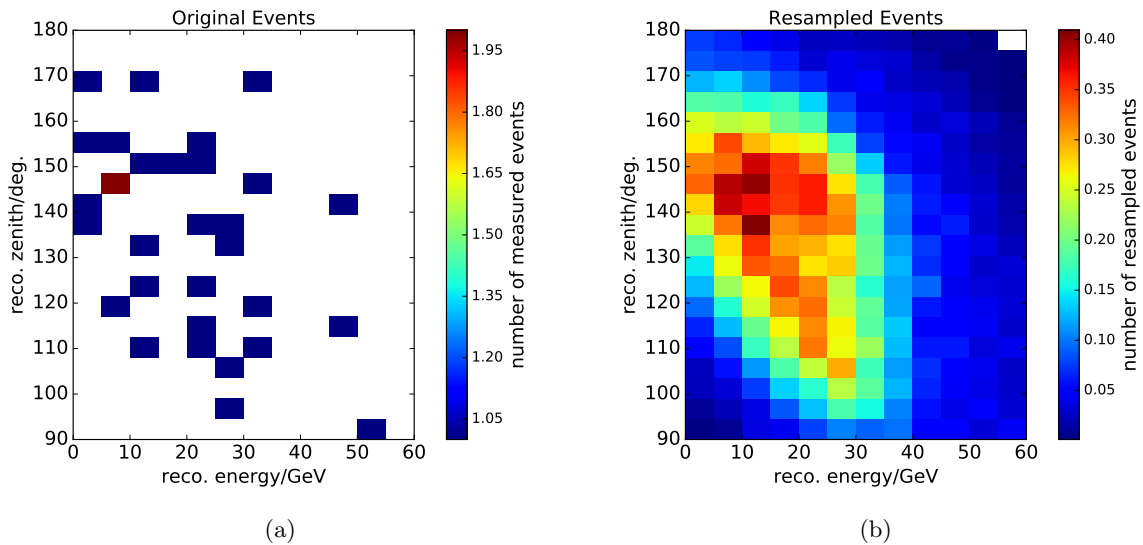 Original Events
180
170
160
150
140
130
120
110
100
90
reco. zenith/deg.
0 10 20 30 40 50 60
reco. energy/GeV
1.95
1.80
1.65
1.50
1.35
1.20
1.05
number of measured events
(a)
Resampled Events
180
170
160
150
140
130
120
110
100
90
reco. zenith/deg.
0 10 20 30 40 50 60
reco. energy/GeV
0.40
0.35
0.30
0.25
0.20
0.15
0.10
0.05
number of resampled events
(b)